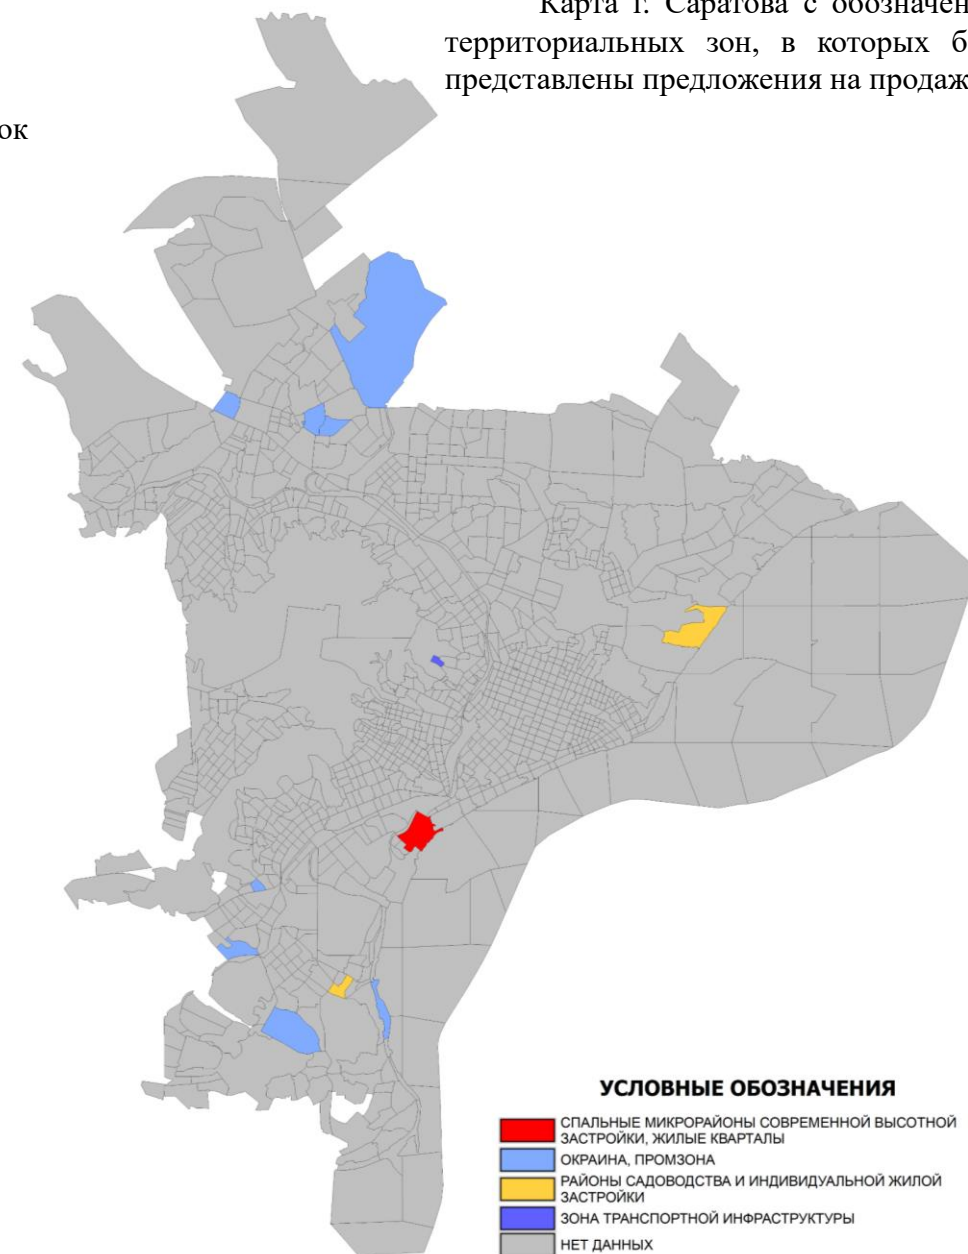 Карта г. Саратова с обозначен
территориальных зон, в которых б
представлены предложения на продаж
ок
УСЛОВНЫЕ ОБОЗНАЧЕНИЯ
СПАЛЬНЫЕ МИКРОРАЙОНЫ СОВРЕМЕННОЙ ВЫСОТНОЙ
ЗАСТРОЙКИ, ЖИЛЫЕ КВАРТАЛЫ
ОКРАИНА, ПРОМЗОНА
РАЙОНЫ САДОВОДСТВА И ИНДИВИДУАЛЬНОЙ ЖИЛОЙ
ЗАСТРОЙКИ
ЗОНА ТРАНСПОРТНОЙ ИНФРАСТРУКТУРЫ
НЕТ ДАННЫХ